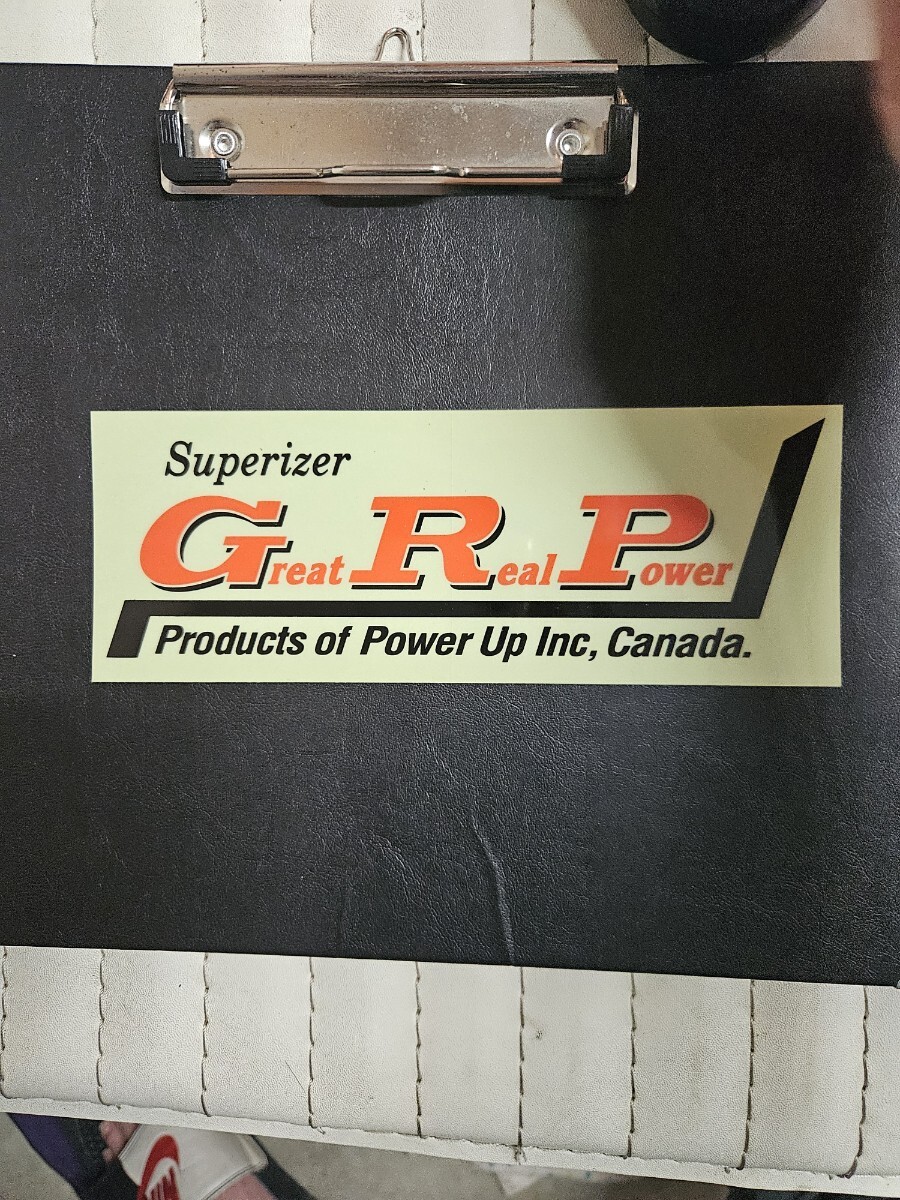 Superizer
Great Real Power
Products of Power Up Inc, Canada.